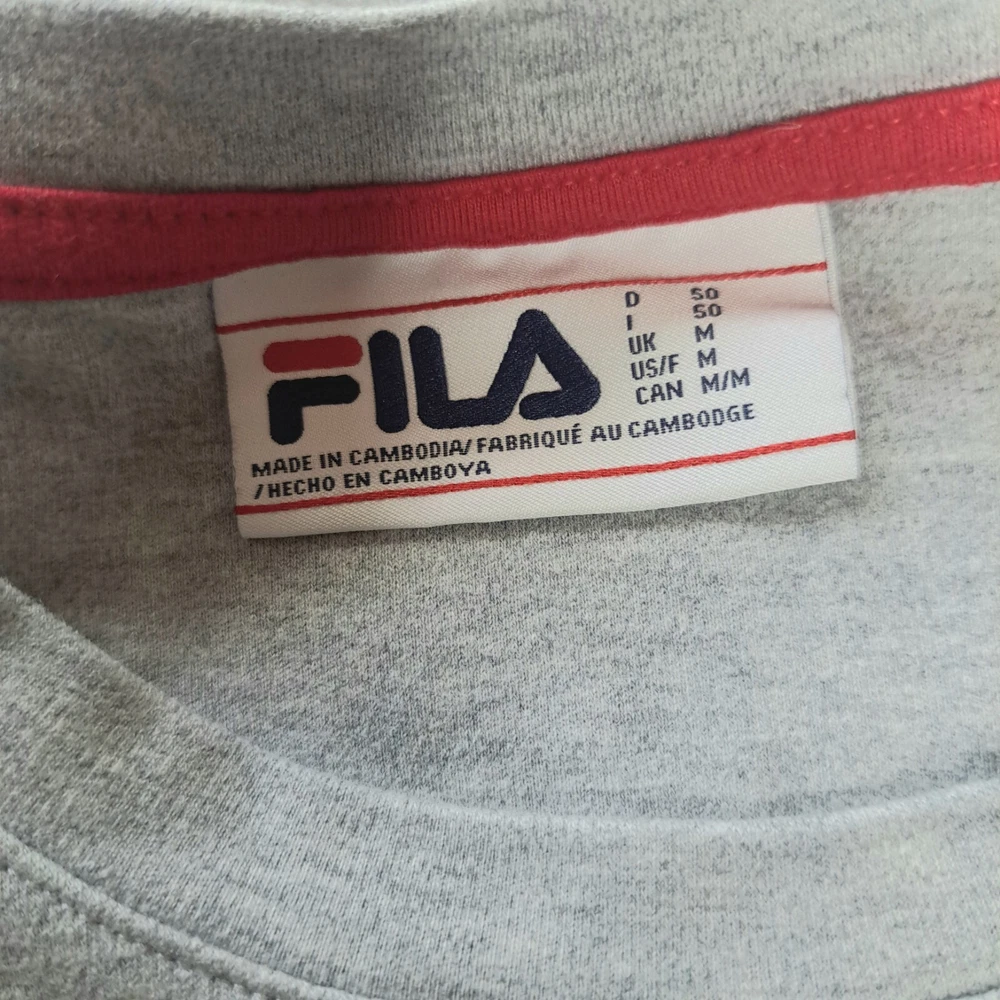 FILA
D 50
I 50
UK M
US/F M
CAN M/M
MADE IN CAMBODIA/FABRIQUÉ AU CAMBODGE
/HECHO EN CAMBOYA